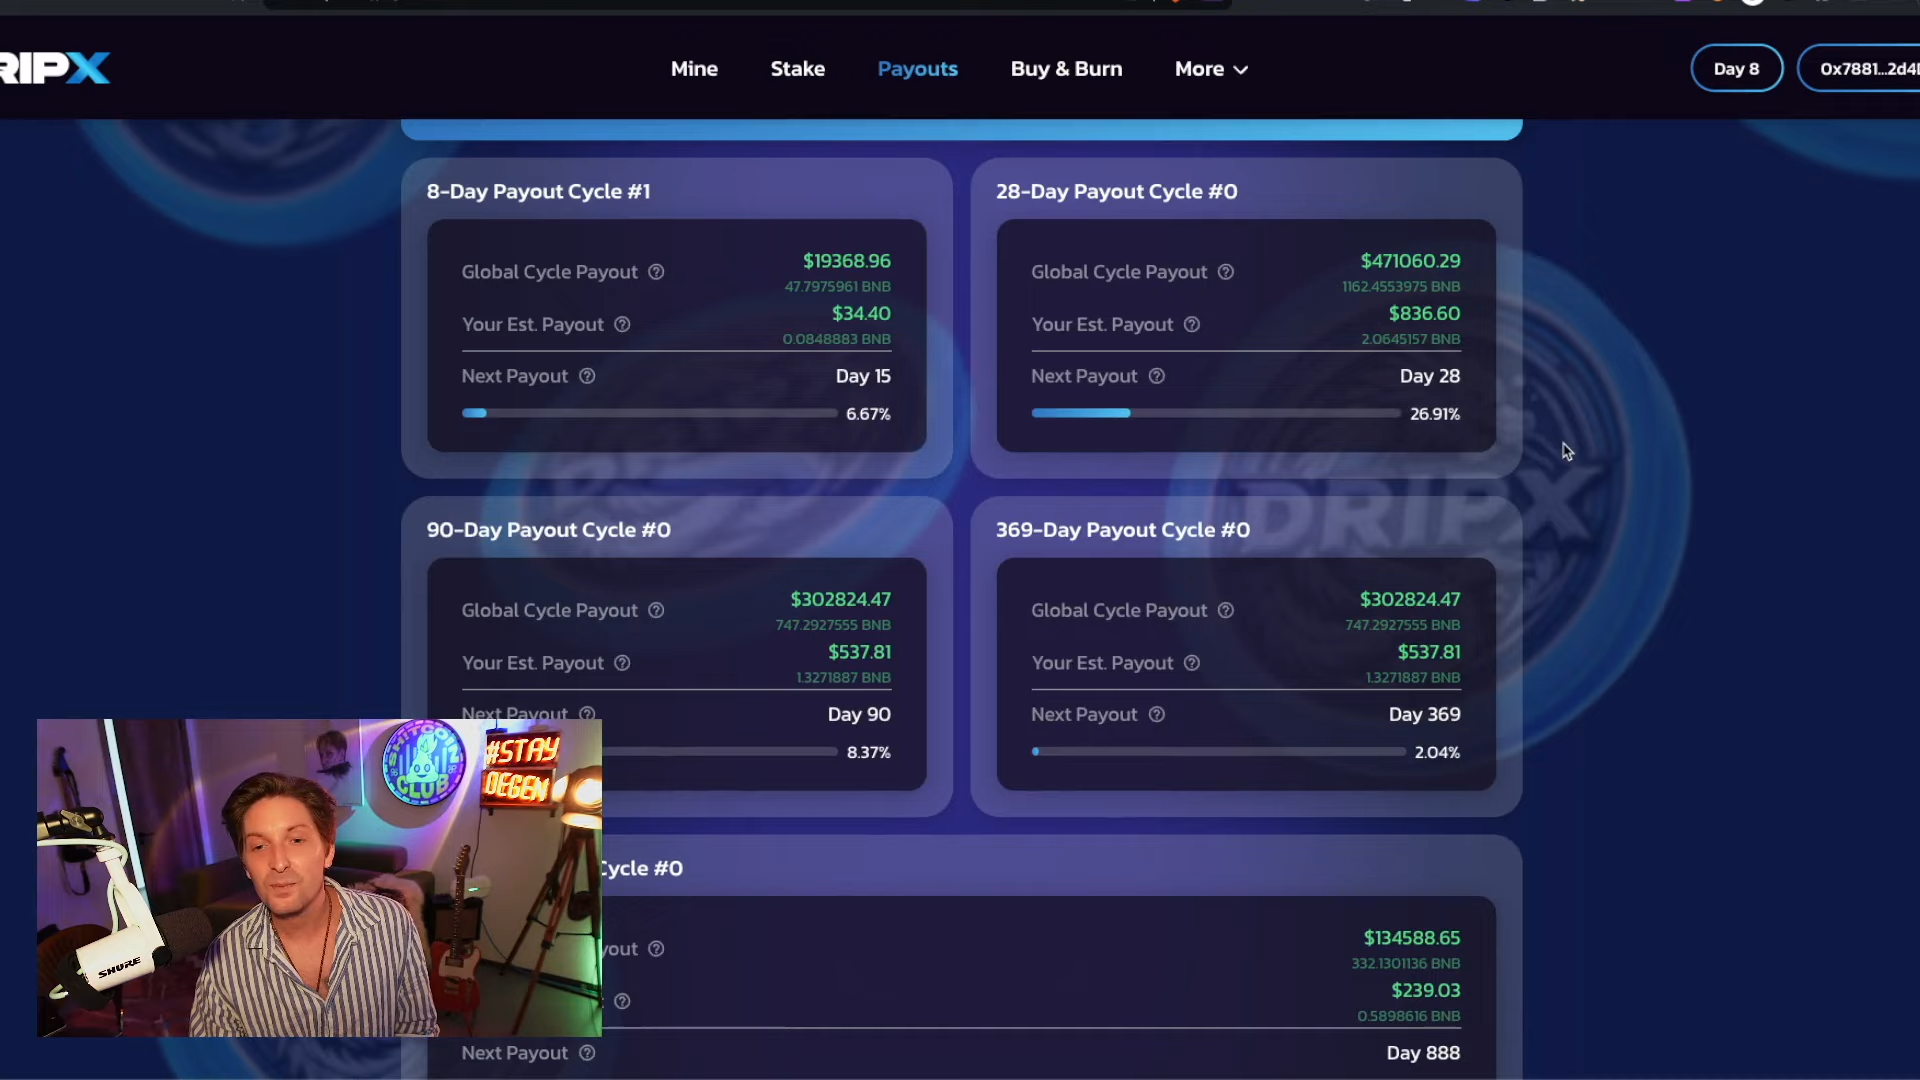 RIPX
Mine
Stake
Payouts
Buy & Burn
More
Day 8
0x7881...2d4
8-Day Payout Cycle #1
Global Cycle Payout
$19368.96
47.7975961 BNB
Your Est. Payout
$34.40
0.0848883 BNB
Next Payout
Day 15
6.67%
28-Day Payout Cycle #0
Global Cycle Payout
$471060.29
1162.4553975 BNB
Your Est. Payout
$836.60
2.0645157 BNB
Next Payout
Day 28
26.91%
90-Day Payout Cycle #0
Global Cycle Payout
$302824.47
747.2927555 BNB
Your Est. Payout
$537.81
1.3271887 BNB
Next Payout
Day 90
8.37%
369-Day Payout Cycle #0
Global Cycle Payout
$302824.47
747.2927555 BNB
Your Est. Payout
$537.81
1.3271887 BNB
Next Payout
Day 369
2.04%
DRIPX
Cycle #0
yout
$134588.65
332.1301136 BNB
$239.03
0.5898616 BNB
Next Payout
Day 888
SH!TCOIN
CLUB
#STAY
DEGEN
SHURE